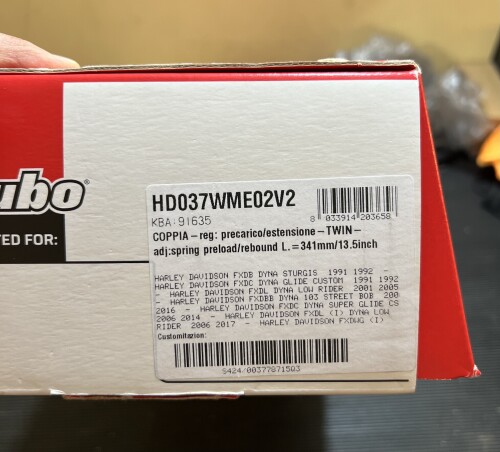 ubo®
TED FOR:
HD037WME02V2
KBA:91635
8 033914 203658
COPPIA-reg: precarico/estensione-TWIN-
adj:spring preload/rebound L.=341mm/13.5inch
HARLEY DAVIDSON FXDB DYNA STURGIS 1991 1992 -
HARLEY DAVIDSON FXDC DYNA GLIDE CUSTOM 1991 1992
- HARLEY DAVIDSON FXDL DYNA LOW RIDER 2001 2005
- HARLEY DAVIDSON FXDBB DYNA 103 STREET BOB 200
2016 - HARLEY DAVIDSON FXDC DYNA SUPER GLIDE CS
2006 2014 - HARLEY DAVIDSON FXDL (I) DYNA LOW
RIDER 2006 2017 - HARLEY DAVIDSON FXDWG (I)
Customization:
S424/00377871503